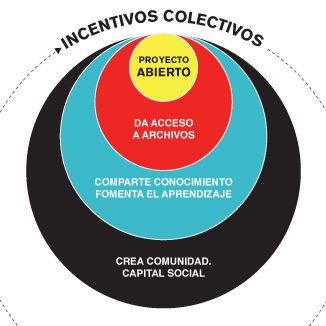 INCENTIVOS COLECTIVOS
PROYECTO
ABIERTO
DA ACCESO
A ARCHIVOS
COMPARTE CONOCIMIENTO
FOMENTA EL APRENDIZAJE
CREA COMUNIDAD.
CAPITAL SOCIAL